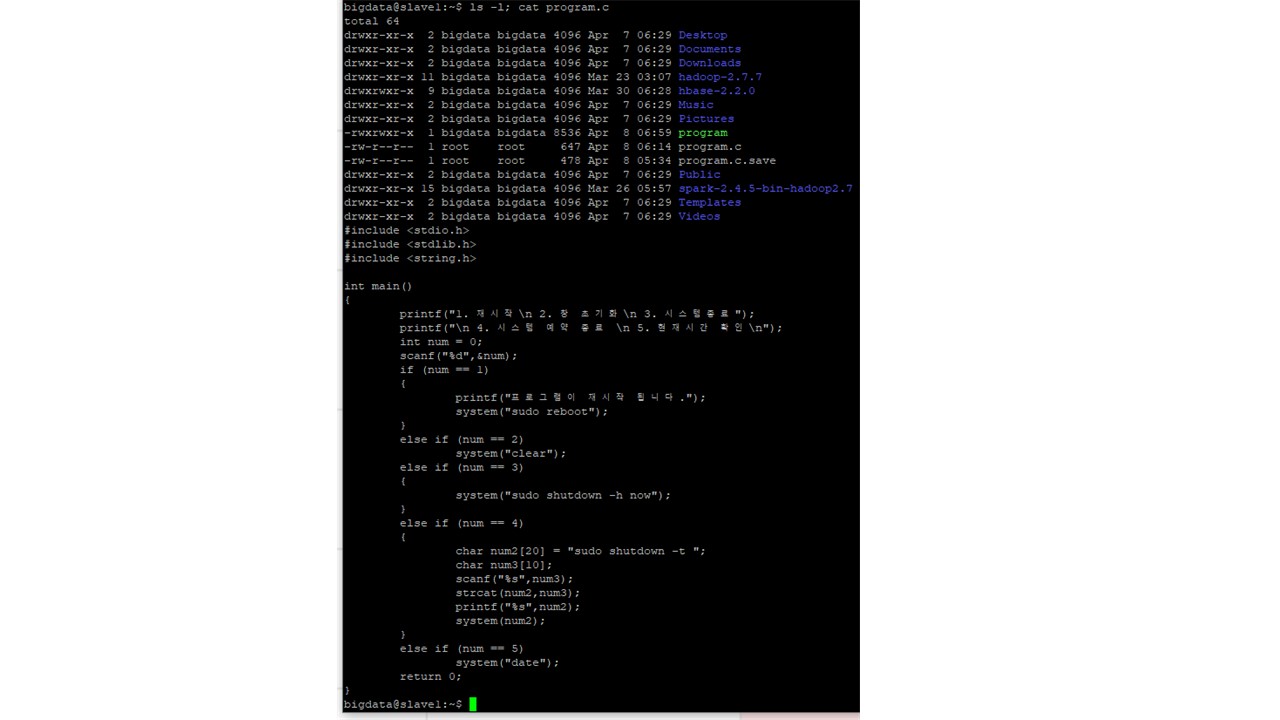 bigdata@slave1:~$ ls -l; cat program.c
total 64
drwxr-xr-x  2 bigdata bigdata 4096 Apr  7 06:29 Desktop
drwxr-xr-x  2 bigdata bigdata 4096 Apr  7 06:29 Documents
drwxr-xr-x  2 bigdata bigdata 4096 Apr  7 06:29 Downloads
drwxr-xr-x 11 bigdata bigdata 4096 Mar 23 03:07 hadoop-2.7.7
drwxrwxr-x  9 bigdata bigdata 4096 Mar 30 06:28 hbase-2.2.0
drwxr-xr-x  2 bigdata bigdata 4096 Apr  7 06:29 Music
drwxr-xr-x  2 bigdata bigdata 4096 Apr  7 06:29 Pictures
-rwxrwxr-x  1 bigdata bigdata 8536 Apr  8 06:59 program
-rw-r--r--  1 root    root     647 Apr  8 06:14 program.c
-rw-r--r--  1 root    root     478 Apr  8 05:34 program.c.save
drwxr-xr-x  2 bigdata bigdata 4096 Apr  7 06:29 Public
drwxr-xr-x 15 bigdata bigdata 4096 Mar 26 05:57 spark-2.4.5-bin-hadoop2.7
drwxr-xr-x  2 bigdata bigdata 4096 Apr  7 06:29 Templates
drwxr-xr-x  2 bigdata bigdata 4096 Apr  7 06:29 Videos
#include <stdio.h>
#include <stdlib.h>
#include <string.h>
int main()
{
        printf("1. 재시작\n 2. 창 초기화\n 3. 시스템종료");
        printf("\n 4. 시스템 예약 종료 \n 5. 현재시간 확인\n");
        int num = 0;
        scanf("%d",&num);
        if (num == 1)
        {
                printf("프로그램이 재시작 됩니다.");
                system("sudo reboot");
        }
        else if (num == 2)
                system("clear");
        else if (num == 3)
        {
                system("sudo shutdown -h now");
        }
        else if (num == 4)
        {
                char num2[20] = "sudo shutdown -t ";
                char num3[10];
                scanf("%s",num3);
                strcat(num2,num3);
                printf("%s",num2);
                system(num2);
        }
        else if (num == 5)
                system("date");
        return 0;
}
bigdata@slave1:~$